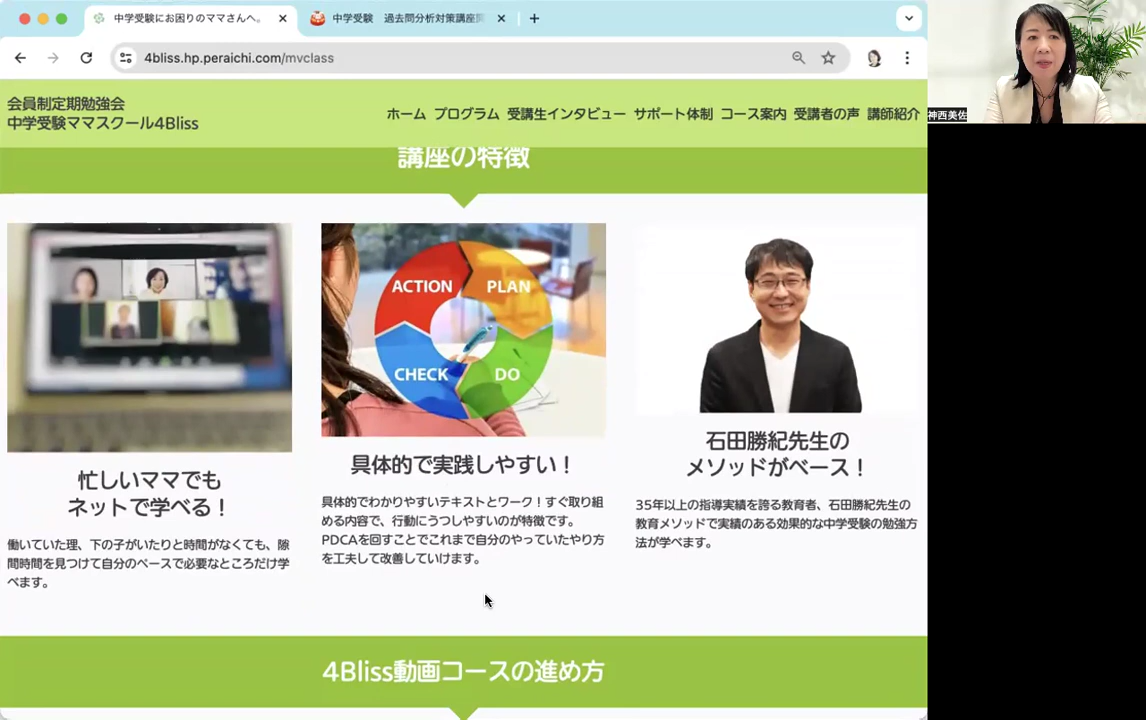 中学受験にお困りのママさんへ。
中学受験 過去問分析対策講座
4bliss.hp.peraichi.com/mvclass
会員制定期勉強会
中学受験ママスクール4Bliss
ホーム プログラム 受講生インタビュー サポート体制 コース案内 受講者の声 講師紹介
神西美佐
講座の特徴
ACTION PLAN
CHECK DO
忙しいママでも
ネットで学べる！
働いていた理、下の子がいたりと時間がなくても、隙
間時間を見つけて自分のペースで必要なところだけ学
べます。
具体的で実践しやすい！
具体的でわかりやすいテキストとワーク！すぐ取り組
める内容で、行動にうつしやすいのが特徴です。
PDCAを回すことでこれまで自分のやっていたやり方
を工夫して改善していけます。
石田勝紀先生の
メソッドがベース！
35年以上の指導実績を誇る教育者、石田勝紀先生の
教育メソッドで実績のある効果的な中学受験の勉強方
法が学べます。
4Bliss動画コースの進め方